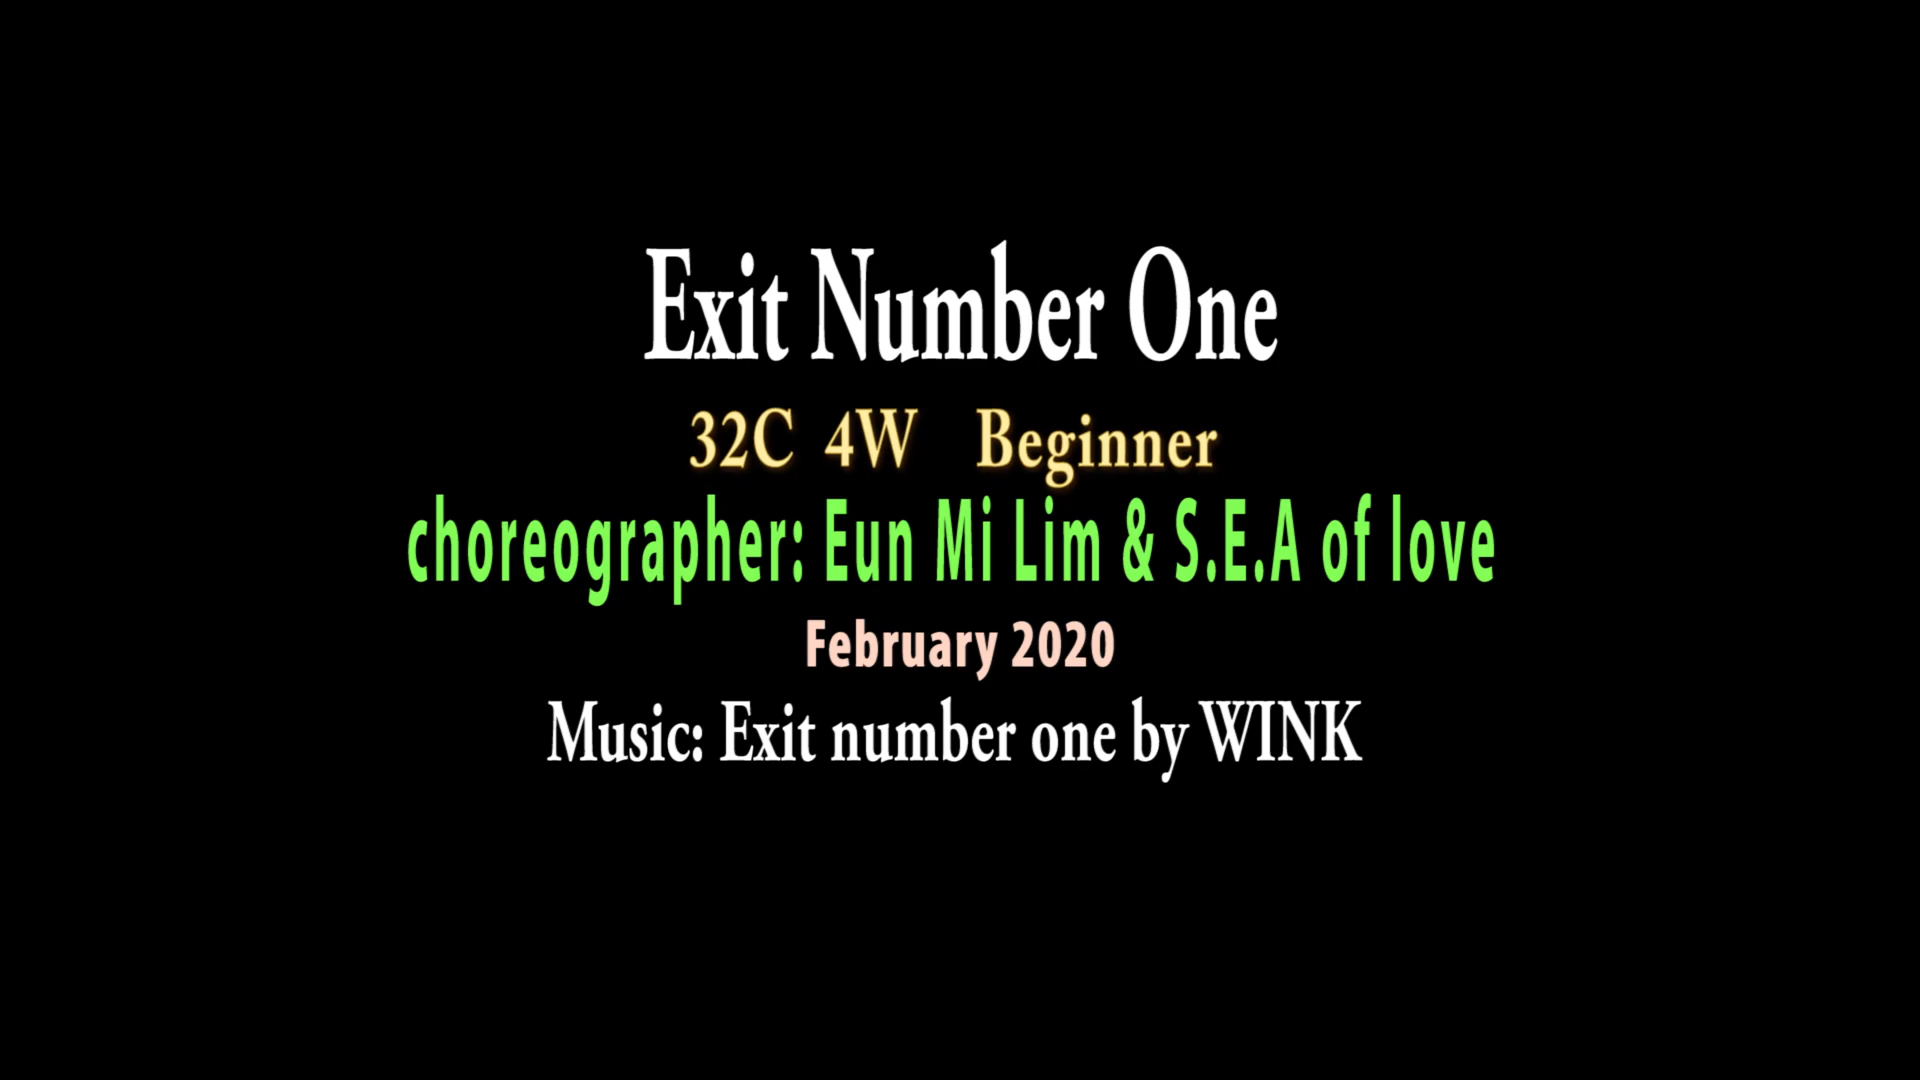 Exit Number One
32C 4W Beginner
choreographer: Eun Mi Lim & S.E.A of love
February 2020
Music: Exit number one by WINK